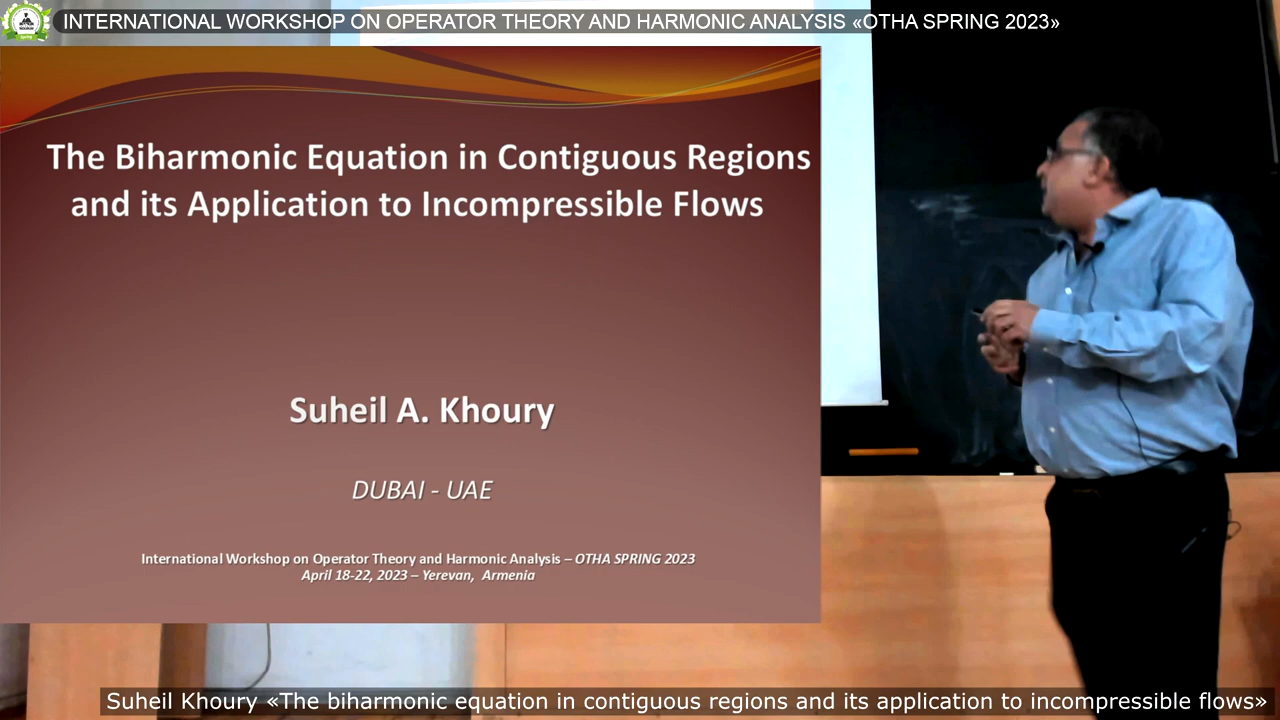 INTERNATIONAL WORKSHOP ON OPERATOR THEORY AND HARMONIC ANALYSIS «OTHA SPRING 2023»
The Biharmonic Equation in Contiguous Regions
and its Application to Incompressible Flows
Suheil A. Khoury
DUBAI - UAE
International Workshop on Operator Theory and Harmonic Analysis – OTHA SPRING 2023
April 18-22, 2023 – Yerevan, Armenia
Suheil Khoury «The biharmonic equation in contiguous regions and its application to incompressible flows»